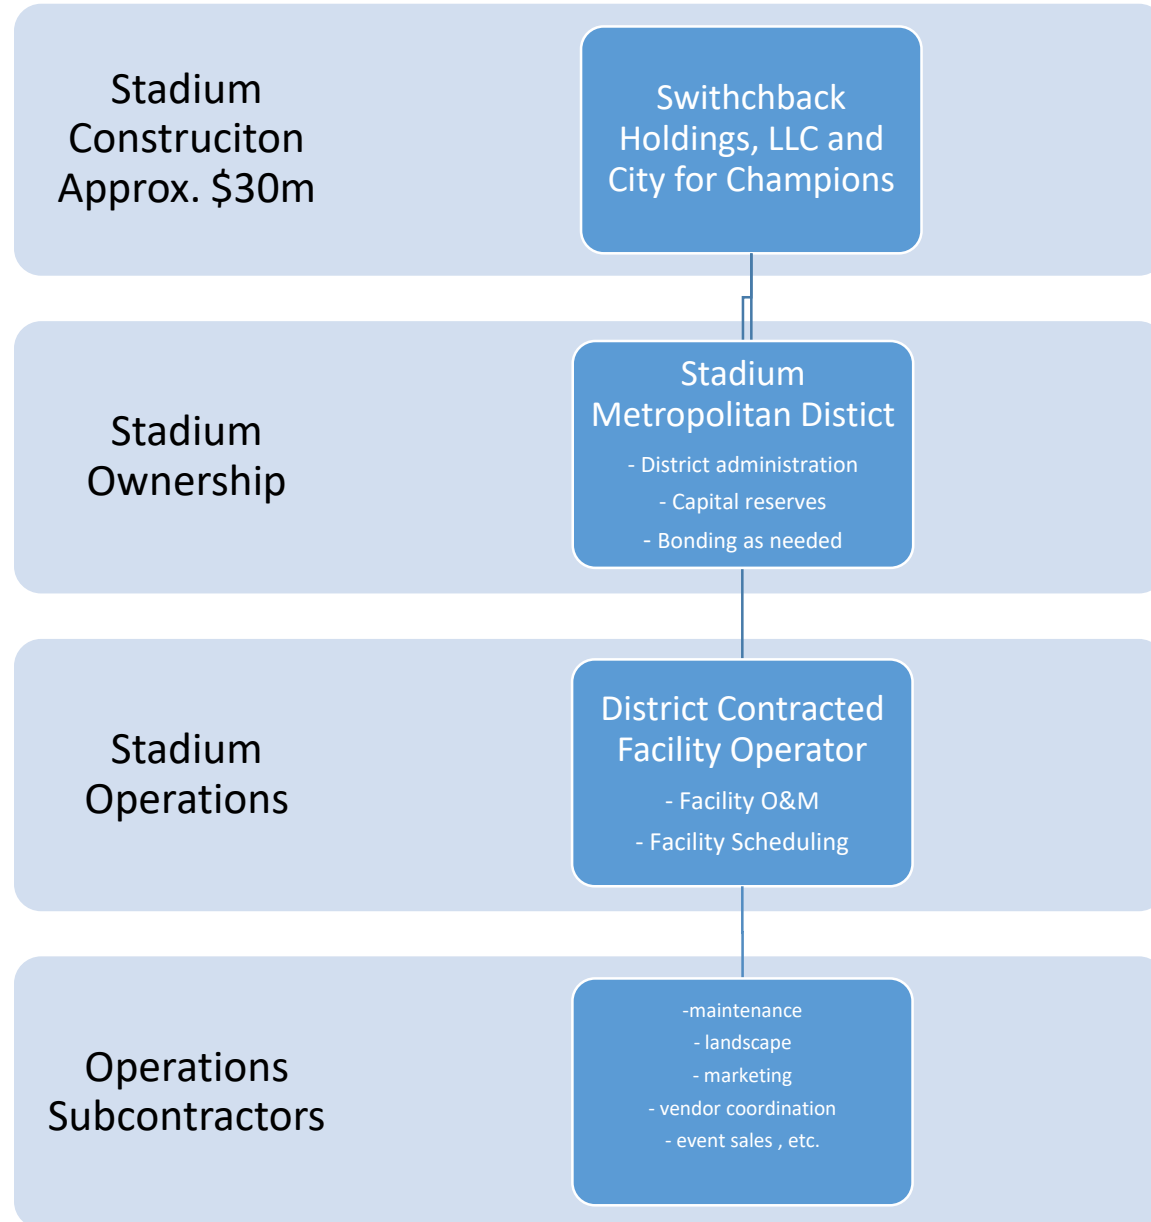 Stadium
Construciton
Approx. $30m
Swithchback
Holdings, LLC and
City for Champions
Stadium
Ownership
Stadium
Metropolitan Distict
- District administration
- Capital reserves
- Bonding as needed
Stadium
Operations
District Contracted
Facility Operator
- Facility O&M
- Facility Scheduling
Operations
Subcontractors
-maintenance
- landscape
- marketing
- vendor coordination
- event sales , etc.